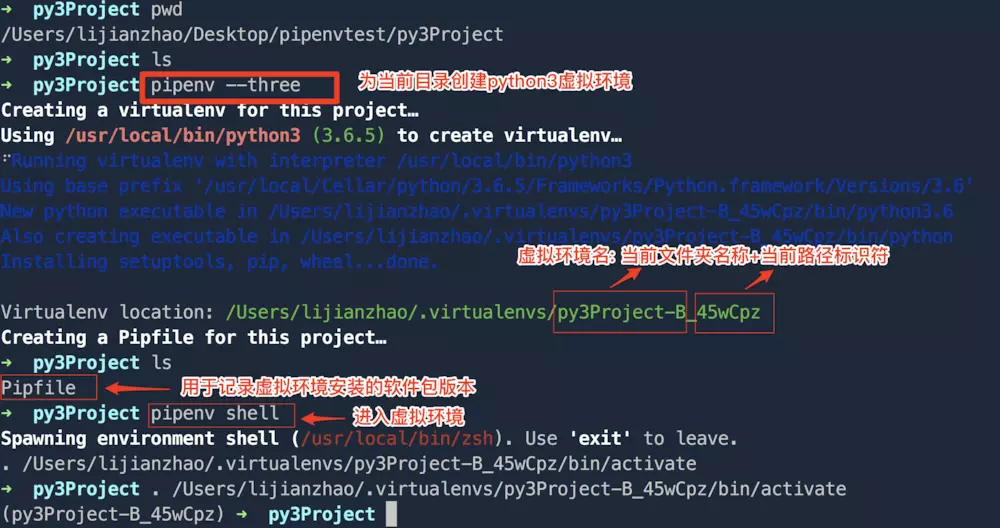 → py3Project pwd
/Users/lijianzhao/Desktop/pipenvtest/py3Project
→ py3Project ls
→ py3Project pipenv --three 为当前目录创建python3虚拟环境
Creating a virtualenv for this project…
Using /usr/local/bin/python3 (3.6.5) to create virtualenv…
⠋Running virtualenv with interpreter /usr/local/bin/python3
Using base prefix '/usr/local/Cellar/python/3.6.5/Frameworks/Python.framework/Versions/3.6'
New python executable in /Users/lijianzhao/.virtualenvs/py3Project-B_45wCpz/bin/python3.6
Also creating executable in /Users/lijianzhao/.virtualenvs/py3Project-B_45wCpz/bin/python
Installing setuptools, pip, wheel...done.
虚拟环境名: 当前文件夹名称+当前路径标识符
Virtualenv location: /Users/lijianzhao/.virtualenvs/py3Project-B_45wCpz
Creating a Pipfile for this project…
→ py3Project ls
Pipfile 用于记录虚拟环境安装的软件包版本
→ py3Project pipenv shell 进入虚拟环境
Spawning environment shell (/usr/local/bin/zsh). Use 'exit' to leave.
. /Users/lijianzhao/.virtualenvs/py3Project-B_45wCpz/bin/activate
→ py3Project . /Users/lijianzhao/.virtualenvs/py3Project-B_45wCpz/bin/activate
(py3Project-B_45wCpz) → py3Project